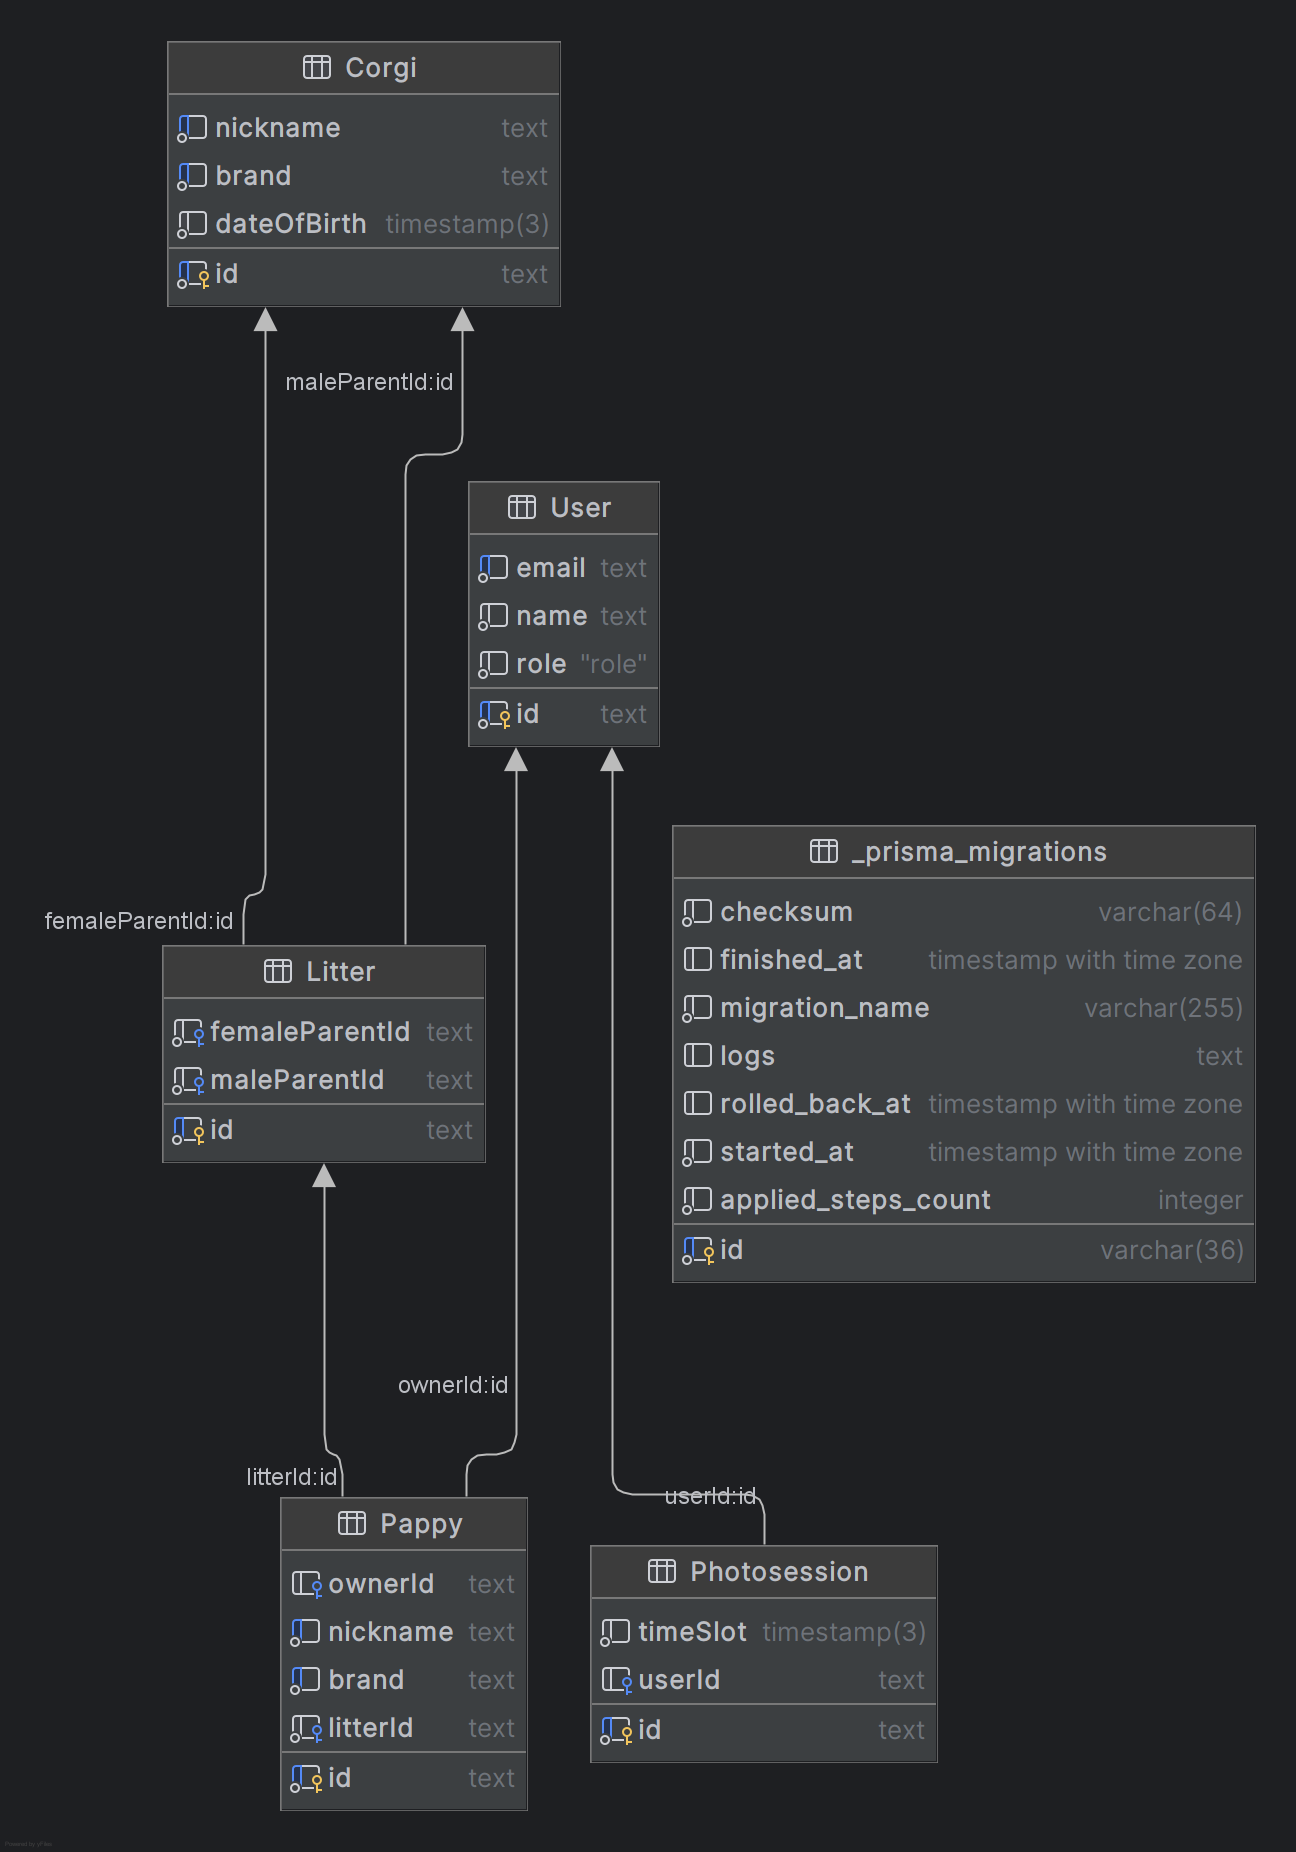 Corgi
nickname text
brand text
dateOfBirth timestamp(3)
id text
maleParentId:id
User
email text
name text
role "role"
id text
_prisma_migrations
checksum varchar(64)
finished_at timestamp with time zone
migration_name varchar(255)
logs text
rolled_back_at timestamp with time zone
started_at timestamp with time zone
applied_steps_count integer
id varchar(36)
femaleParentId:id
Litter
femaleParentId text
maleParentId text
id text
ownerId:id
litterId:id
userId:id
Pappy
ownerId text
nickname text
brand text
litterId text
id text
Photosession
timeSlot timestamp(3)
userId text
id text
Powered by yFiles